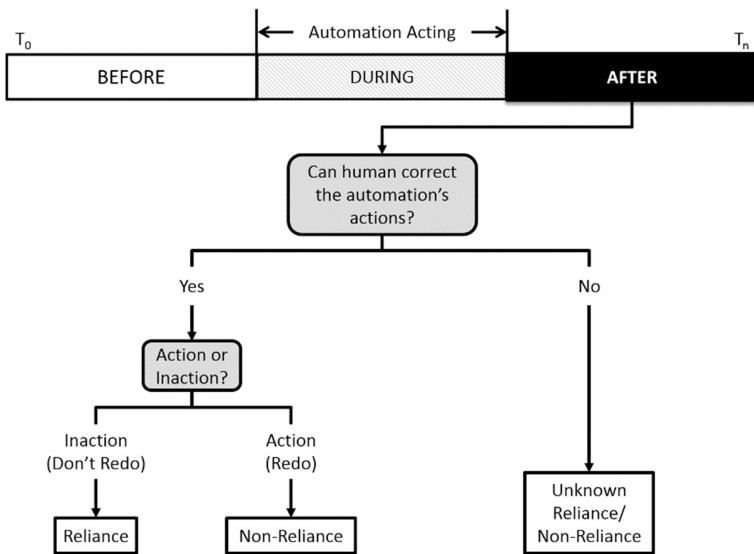 T0
Automation Acting
Tn
BEFORE
DURING
AFTER
Can human correct
the automation's
actions?
Yes
No
Action or
Inaction?
Inaction
(Don't Redo)
Action
(Redo)
Reliance
Non-Reliance
Unknown
Reliance/
Non-Reliance